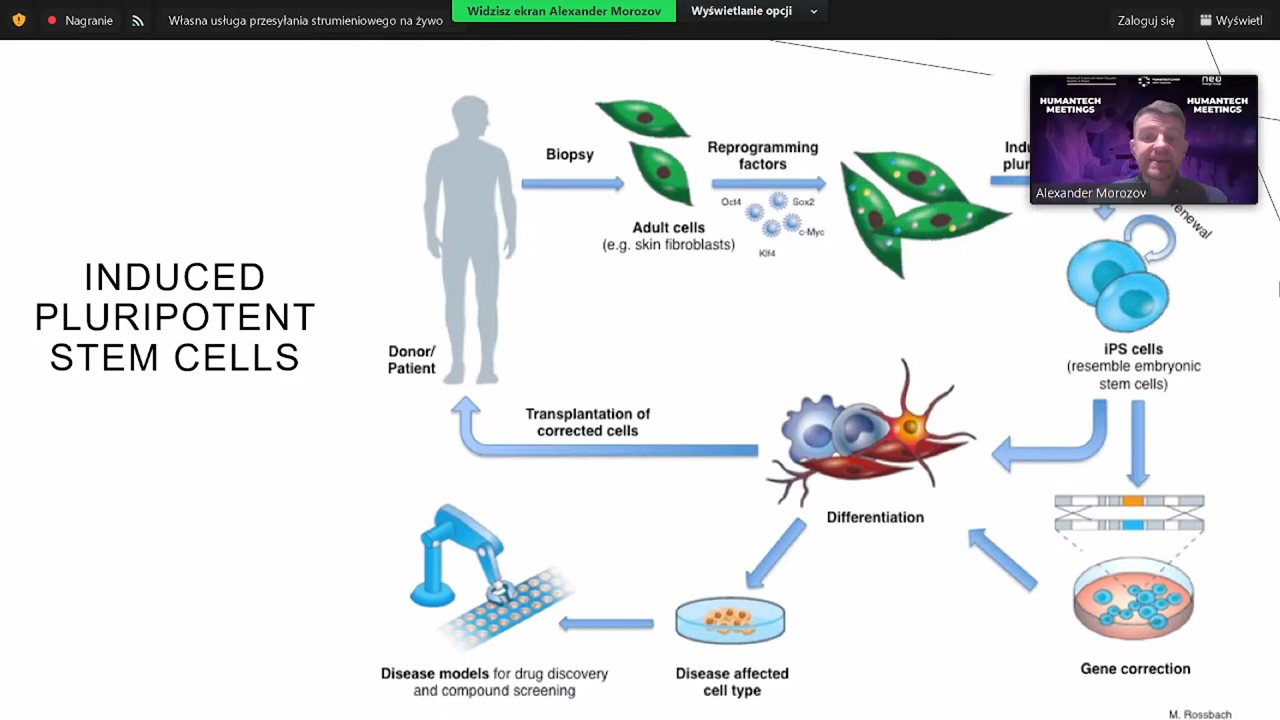 Nagranie
Własna usługa przesyłania strumieniowego na żywo
Widzisz ekran Alexander Morozov
Wyświetlanie opcji
Zaloguj się
Wyświetl
HUMANTECH
MEETINGS
HUMANTECH
MEETINGS
Alexander Morozov
INDUCED
PLURIPOTENT
STEM CELLS
Donor/
Patient
Biopsy
Adult cells
(e.g. skin fibroblasts)
Reprogramming
factors
Oct4
Sox2
c-Myc
Klf4
iPS cells
(resemble embryonic
stem cells)
Transplantation of
corrected cells
Differentiation
Gene correction
Disease affected
cell type
Disease models for drug discovery
and compound screening
M. Rossbach